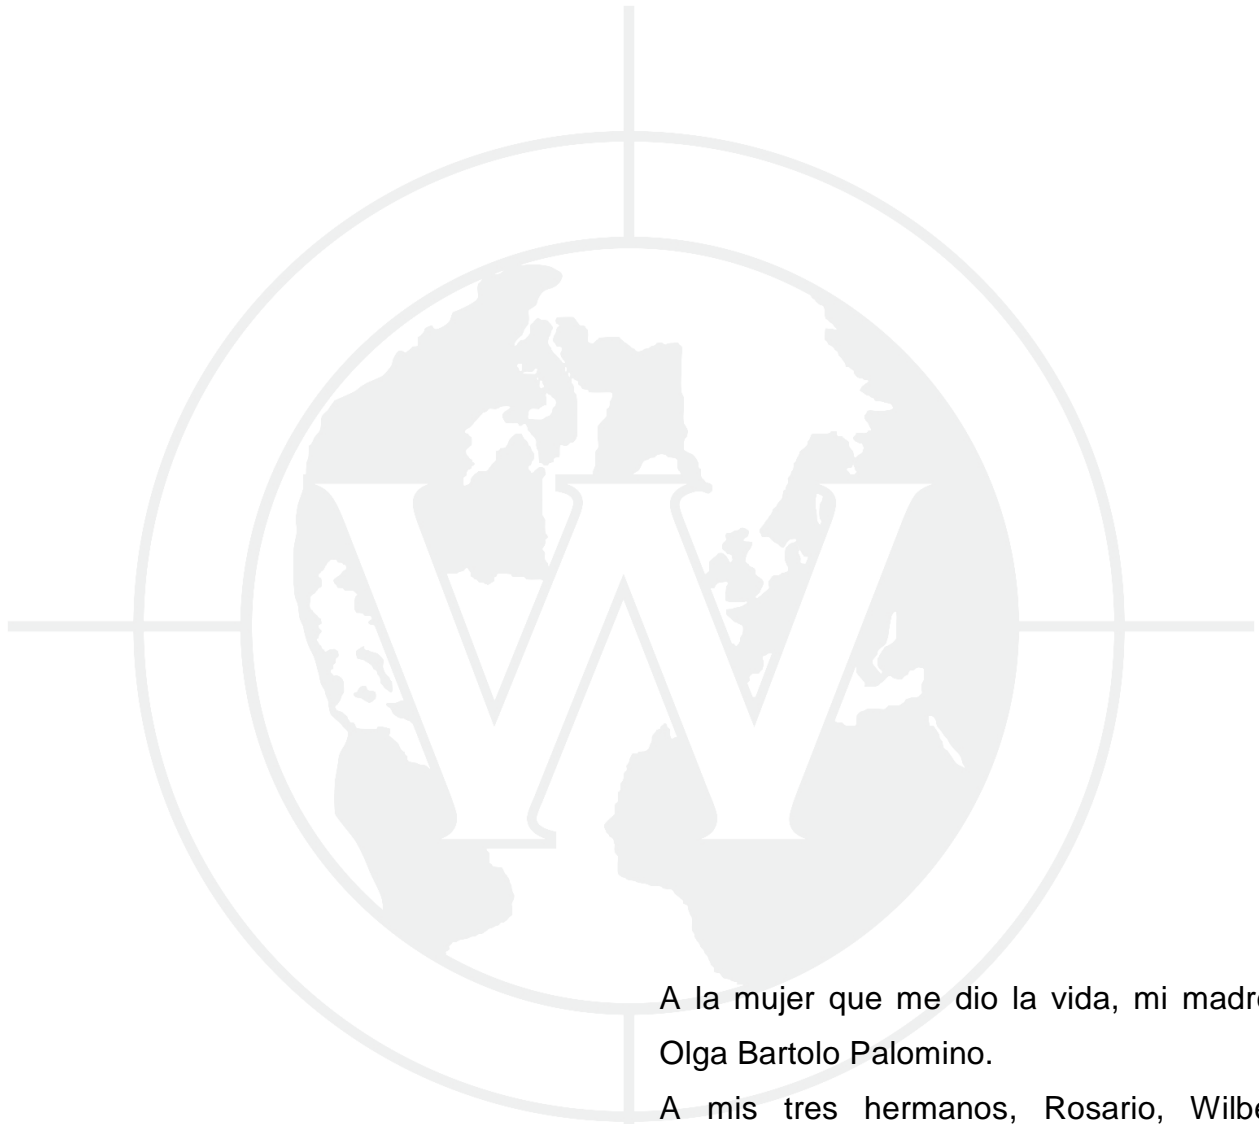 W
A la mujer que me dio la vida, mi madre
Olga Bartolo Palomino.
A mis tres hermanos, Rosario,